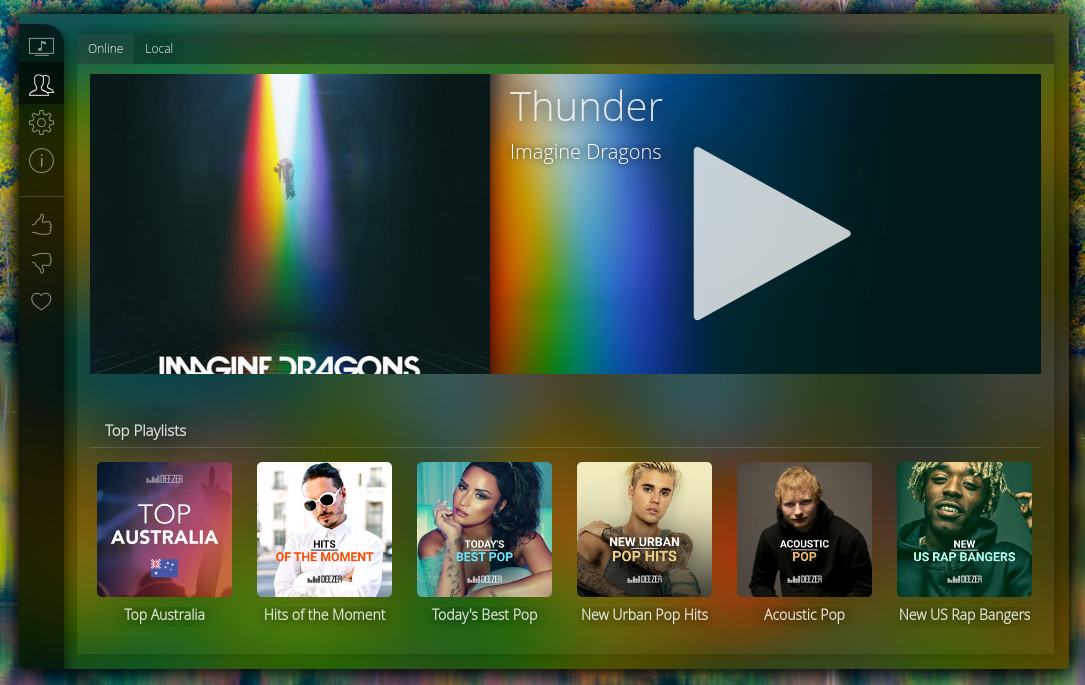 Online
Local
Thunder
Imagine Dragons
IMAGINE DRAGONS
Top Playlists
DEEZER
TOP
AUSTRALIA
HITS
OF THE MOMENT
DEEZER
TODAY'S
BEST POP
DEEZER
NEW URBAN
POP HITS
DEEZER
ACOUSTIC
POP
DEEZER
NEW
US RAP BANGERS
DEEZER
Top Australia
Hits of the Moment
Today's Best Pop
New Urban Pop Hits
Acoustic Pop
New US Rap Bangers